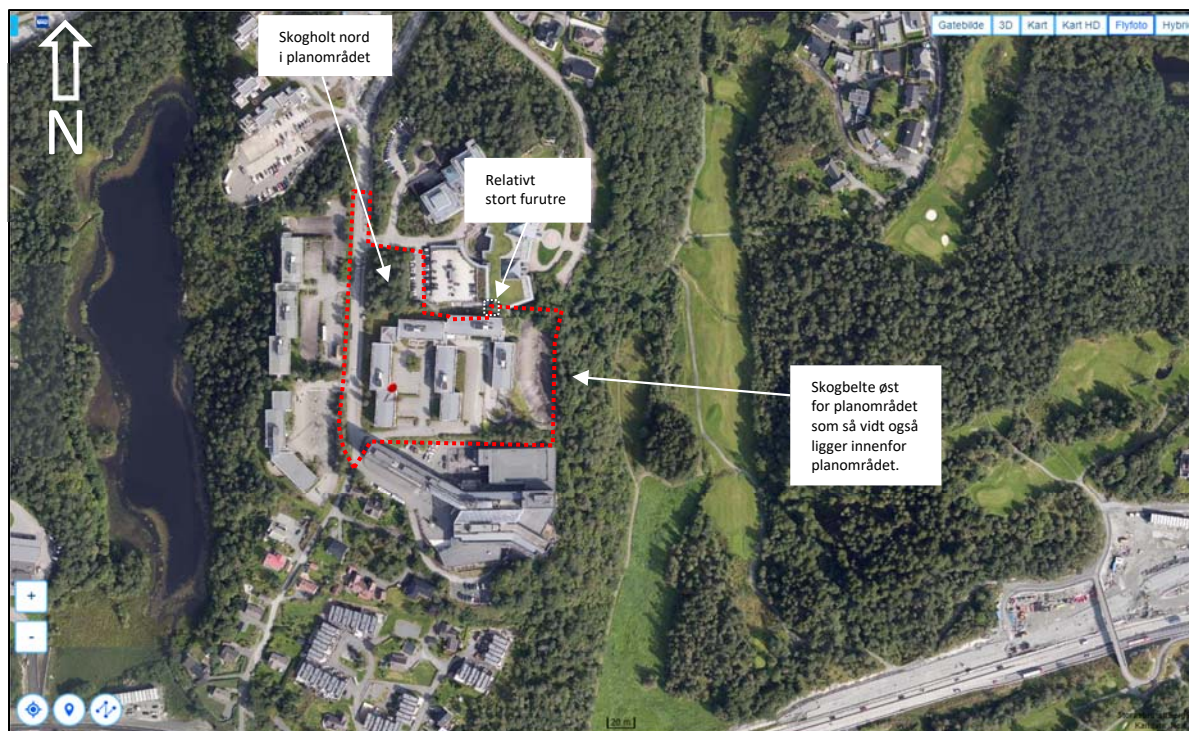 Gatebilde 3D Kart Kart HD Flyfoto Hybrid
Skogholt nord
i planområdet
N
Relativt
stort furutre
Skogbelte øst
for planområdet
som så vidt også
ligger innenfor
planområdet.
+
-
20 m